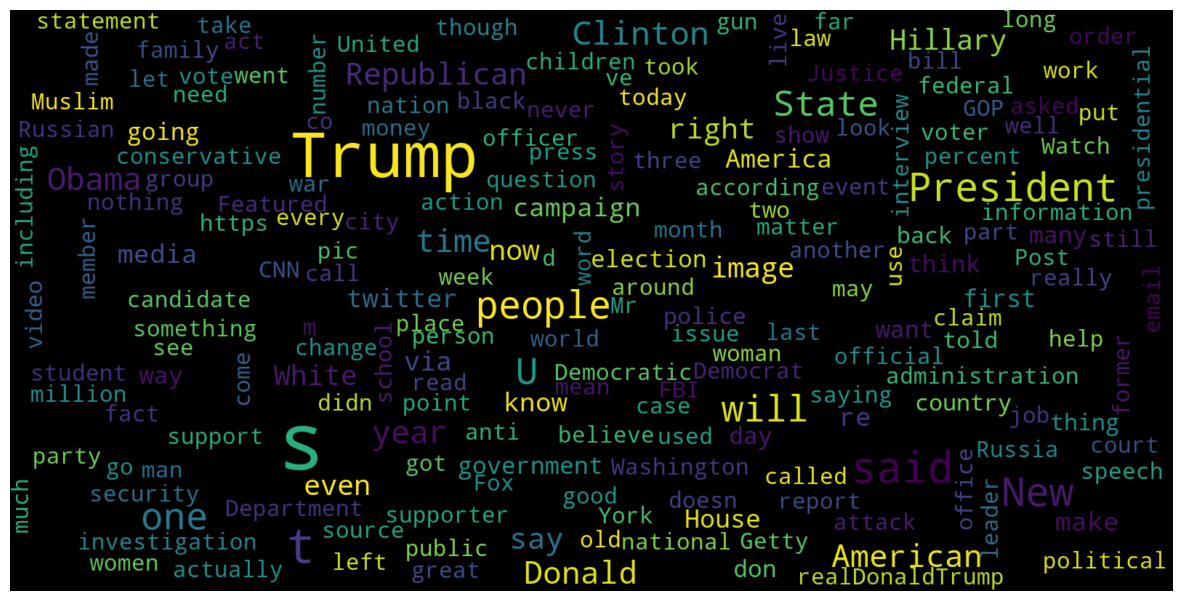 statement take though Clinton gun far long
made family act United live law Hillary order
let vote went number Republican children ve took Justice bill work
Muslim need nation black never today State federal presidential
Russian going co money officer right show look interview GOP asked put
conservative Trump press story three America voter well Watch
including Obama group war question according event percent President
nothing Featured action campaign two information
https every city time word month matter back part many still
member media pic now d election another use think Post
video CNN call week around image really email
candidate twitter people Mr may first
something place police claim
see m change person world issue last want told help
student way come White school via U Democratic woman Democrat official former
million read mean FBI administration
fact didn point know case will saying country job thing
support S year anti believe used day re Russia court
party go man got government Washington said speech
much security even Fox good doesn called office leader
one Department t source supporter York House report attack New make
investigation public say old national Getty American
women actually left great Donald don realDonaldTrump political